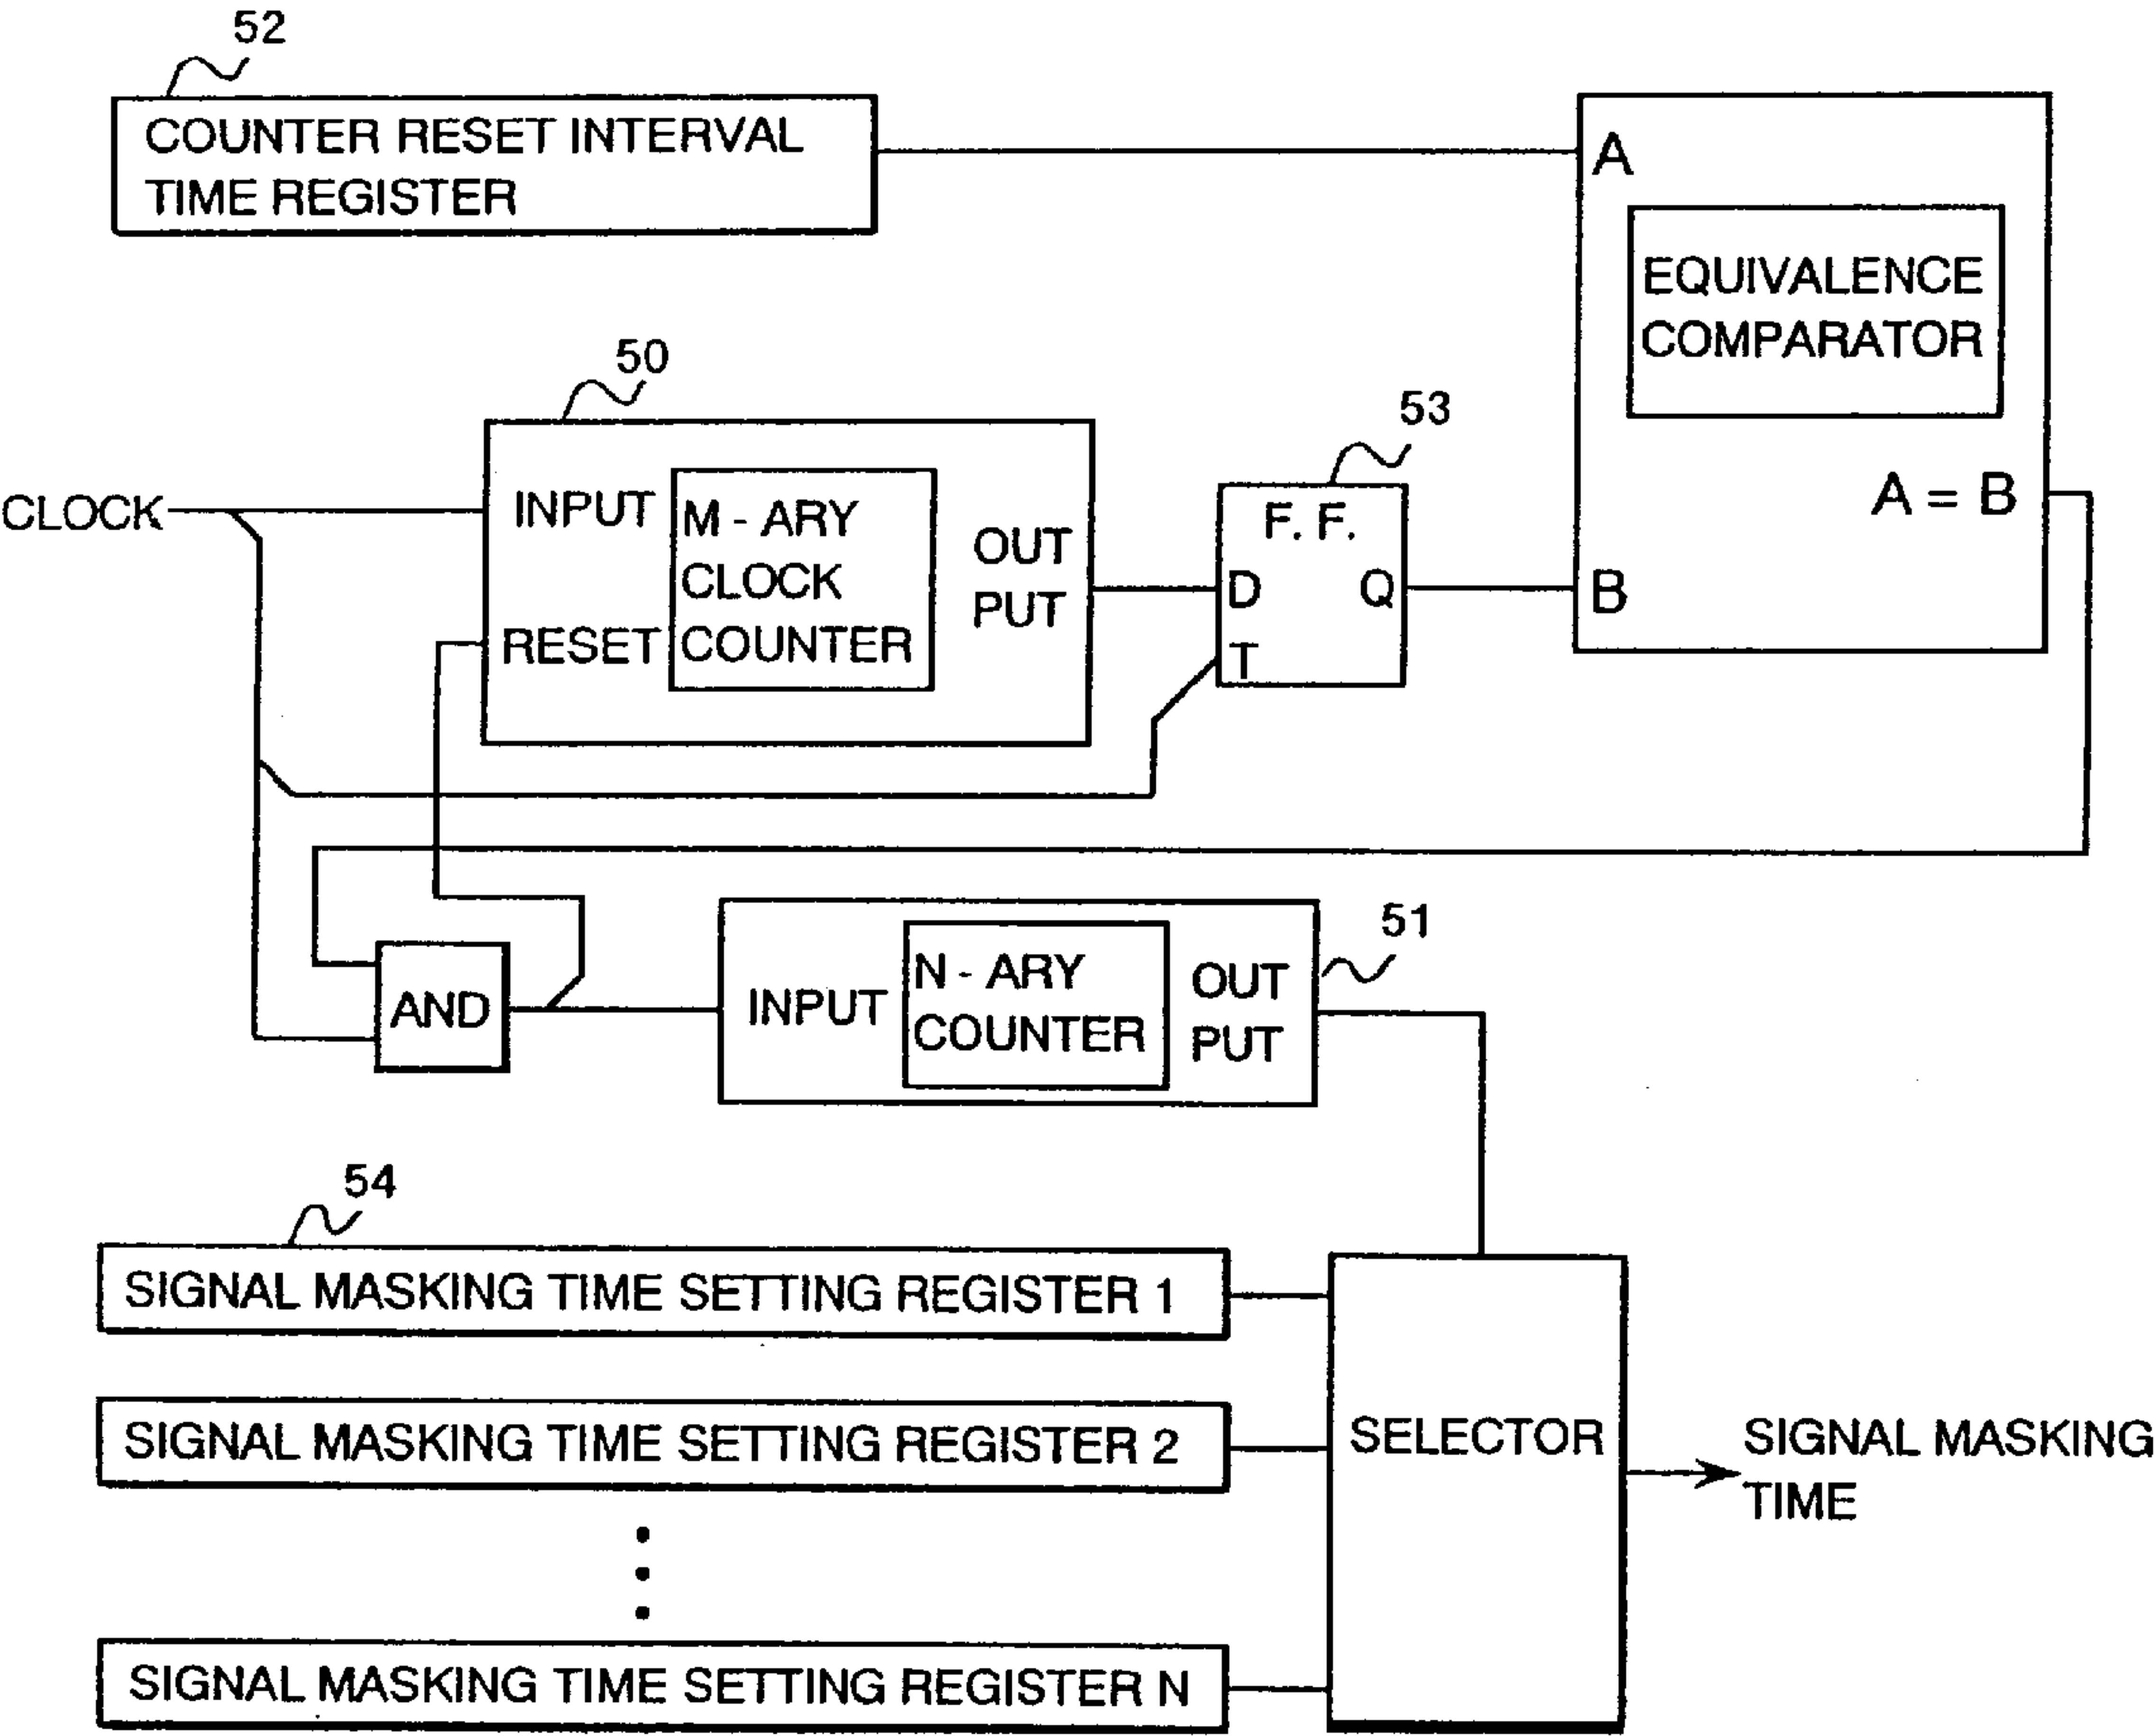 52
COUNTER RESET INTERVAL
TIME REGISTER
A
EQUIVALENCE
COMPARATOR
A = B
B
50
CLOCK
INPUT
RESET
M - ARY
CLOCK
COUNTER
OUT
PUT
53
F. F.
D
Q
T
AND
51
INPUT
N - ARY
COUNTER
OUT
PUT
54
SIGNAL MASKING TIME SETTING REGISTER 1
SIGNAL MASKING TIME SETTING REGISTER 2
SIGNAL MASKING TIME SETTING REGISTER N
SELECTOR
SIGNAL MASKING
TIME